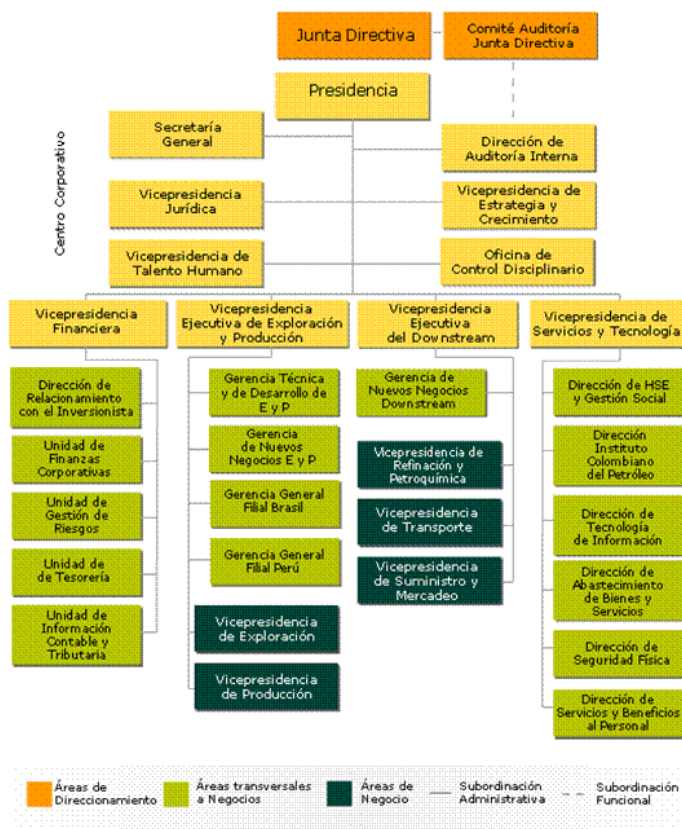 Junta Directiva
Comité Auditoría
Junta Directiva
Presidencia
Centro Corporativo
Secretaría
General
Dirección de
Auditoría Interna
Vicepresidencia
Jurídica
Vicepresidencia de
Estrategia y
Crecimiento
Vicepresidencia de
Talento Humano
Oficina de
Control Disciplinario
Vicepresidencia
Financiera
Vicepresidencia
Ejecutiva de Exploración
y Producción
Vicepresidencia
Ejecutiva
del Downstream
Vicepresidencia de
Servicios y Tecnología
Dirección de
Relacionamiento
con el Inversionista
Unidad de
Finanzas
Corporativas
Unidad de
Gestión de
Riesgos
Unidad de
de Tesorería
Unidad de
Información
Contable y
Tributaria
Gerencia Técnica
y de Desarrollo de
E y P
Gerencia
de Nuevos
Negocios E y P
Gerencia General
Filial Brasil
Gerencia General
Filial Perú
Vicepresidencia
de Exploración
Vicepresidencia
de Producción
Gerencia de
Nuevos Negocios
Downstream
Vicepresidencia de
Refinación y
Petroquímica
Vicepresidencia
de Transporte
Vicepresidencia
de Suministro y
Mercadeo
Dirección de HSE
y Gestión Social
Dirección
Instituto
Colombiano
del Petróleo
Dirección de
Tecnología
de Información
Dirección de
Abastecimiento
de Bienes y
Servicios
Dirección de
Seguridad Física
Dirección de
Servicios y Beneficios
al Personal
Áreas de
Direccionamiento
Áreas transversales
a Negocios
Áreas de
Negocio
Subordinación
Administrativa
Subordinación
Funcional